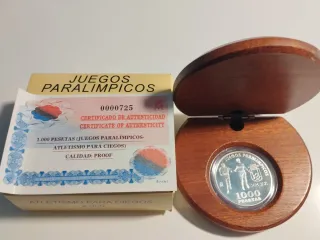 JUEGOS
PARALIMPICOS
0000725
CERTIFICADO DE AUTENTICIDAD
CERTIFICATE OF AUTHENTICITY
1.000 PESETAS (JUEGOS PARALIMPICOS-
ATLETISMO PARA CIEGOS)
CALIDAD: PROOF
1000
PESETAS